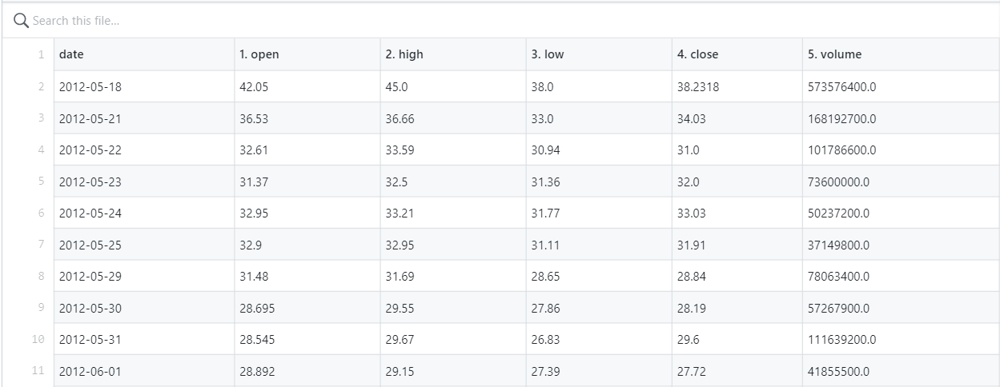 Search this file...
1 date 1. open 2. high 3. low 4. close 5. volume
2 2012-05-18 42.05 45.0 38.0 38.2318 573576400.0
3 2012-05-21 36.53 36.66 33.0 34.03 168192700.0
4 2012-05-22 32.61 33.59 30.94 31.0 101786600.0
5 2012-05-23 31.37 32.5 31.36 32.0 73600000.0
6 2012-05-24 32.95 33.21 31.77 33.03 50237200.0
7 2012-05-25 32.9 32.95 31.11 31.91 37149800.0
8 2012-05-29 31.48 31.69 28.65 28.84 78063400.0
9 2012-05-30 28.695 29.55 27.86 28.19 57267900.0
10 2012-05-31 28.545 29.67 26.83 29.6 111639200.0
11 2012-06-01 28.892 29.15 27.39 27.72 41855500.0